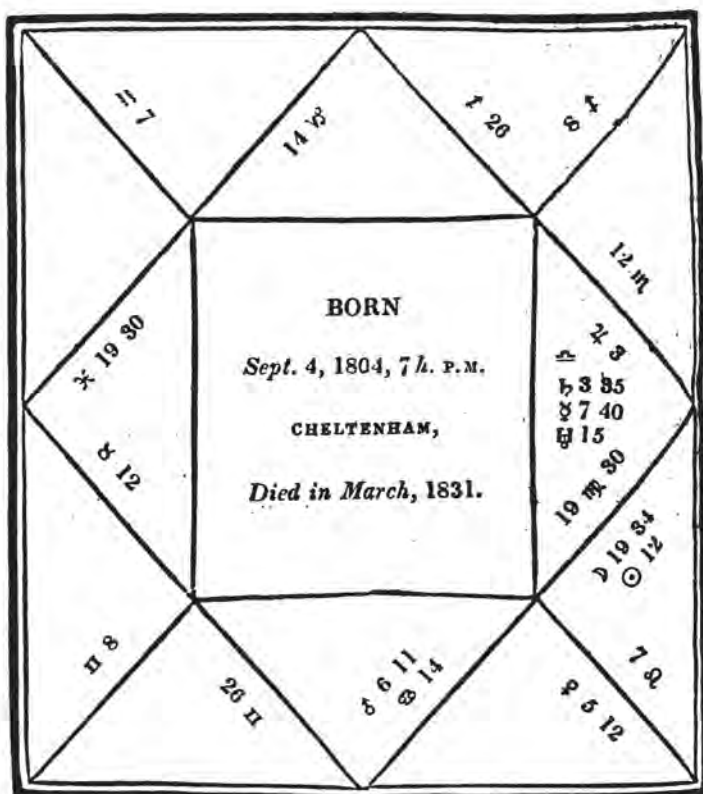 ♒ 7
14 ♑
♐ 26
8 ♐
12 ♏
♓ 19 30
♉ 12
BORN
Sept. 4, 1804, 7 h. P.M.
CHELTENHAM,
Died in March, 1831.
♃ 3
♎
♄ 3 35
☿ 7 40
♅ 15
19 ♍ 30
☽ 19 34
☉ 12
♊ 8
26 ♊
♂ 6 11
♋ 14
♀ 5 12
7 ♌